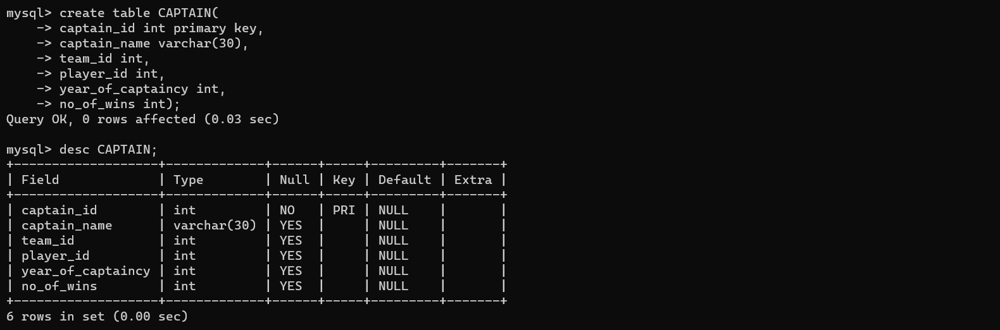 mysql> create table CAPTAIN(
    -> captain_id int primary key,
    -> captain_name varchar(30),
    -> team_id int,
    -> player_id int,
    -> year_of_captaincy int,
    -> no_of_wins int);
Query OK, 0 rows affected (0.03 sec)

mysql> desc CAPTAIN;
+-------------------+-------------+------+-----+---------+-------+
| Field             | Type        | Null | Key | Default | Extra |
+-------------------+-------------+------+-----+---------+-------+
| captain_id        | int         | NO   | PRI | NULL    |       |
| captain_name      | varchar(30) | YES  |     | NULL    |       |
| team_id           | int         | YES  |     | NULL    |       |
| player_id         | int         | YES  |     | NULL    |       |
| year_of_captaincy | int         | YES  |     | NULL    |       |
| no_of_wins        | int         | YES  |     | NULL    |       |
+-------------------+-------------+------+-----+---------+-------+
6 rows in set (0.00 sec)